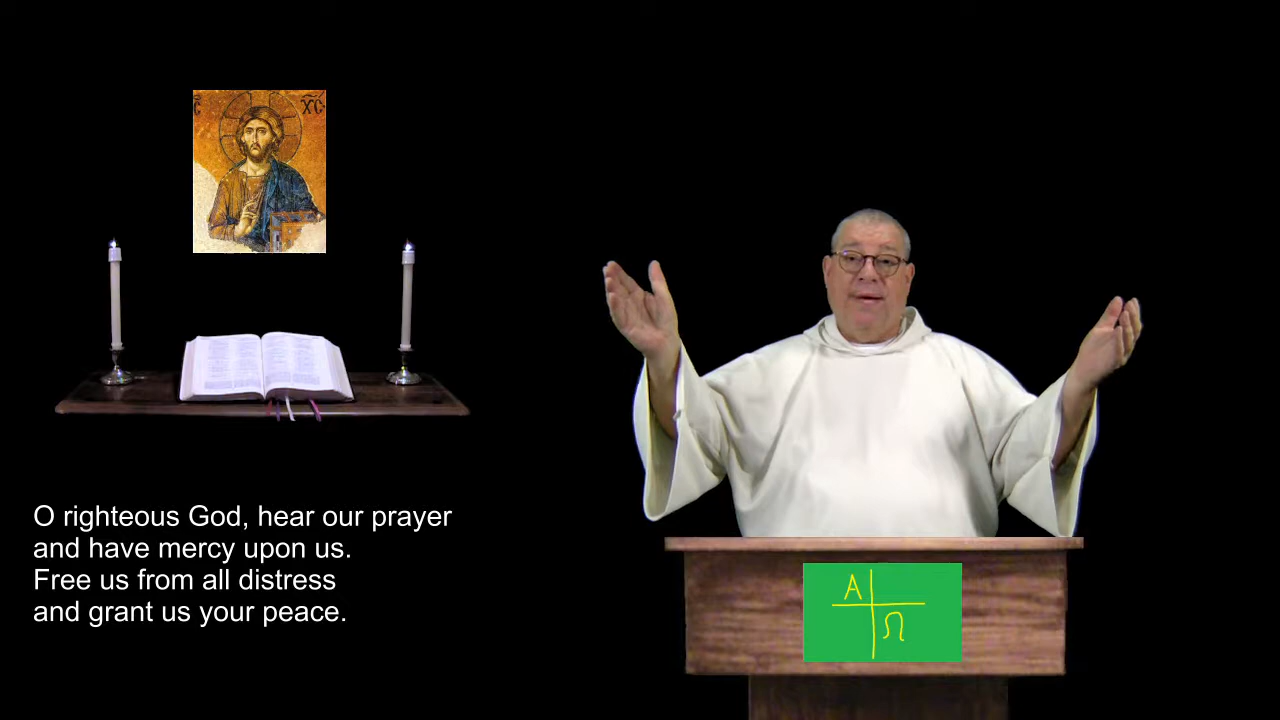 C XC
O righteous God, hear our prayer
and have mercy upon us.
Free us from all distress
and grant us your peace.
A
Ω